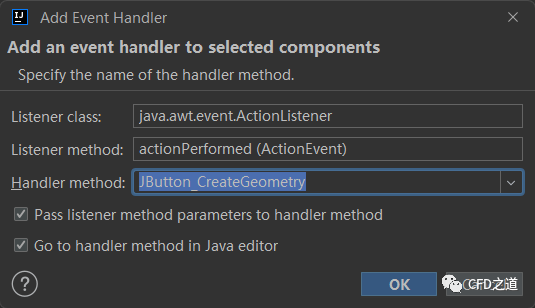 IJ Add Event Handler
Add an event handler to selected components
Specify the name of the handler method.
Listener class: java.awt.event.ActionListener
Listener method: actionPerformed (ActionEvent)
Handler method: JButton_CreateGeometry
Pass listener method parameters to handler method
Go to handler method in Java editor
? OK CFD之道